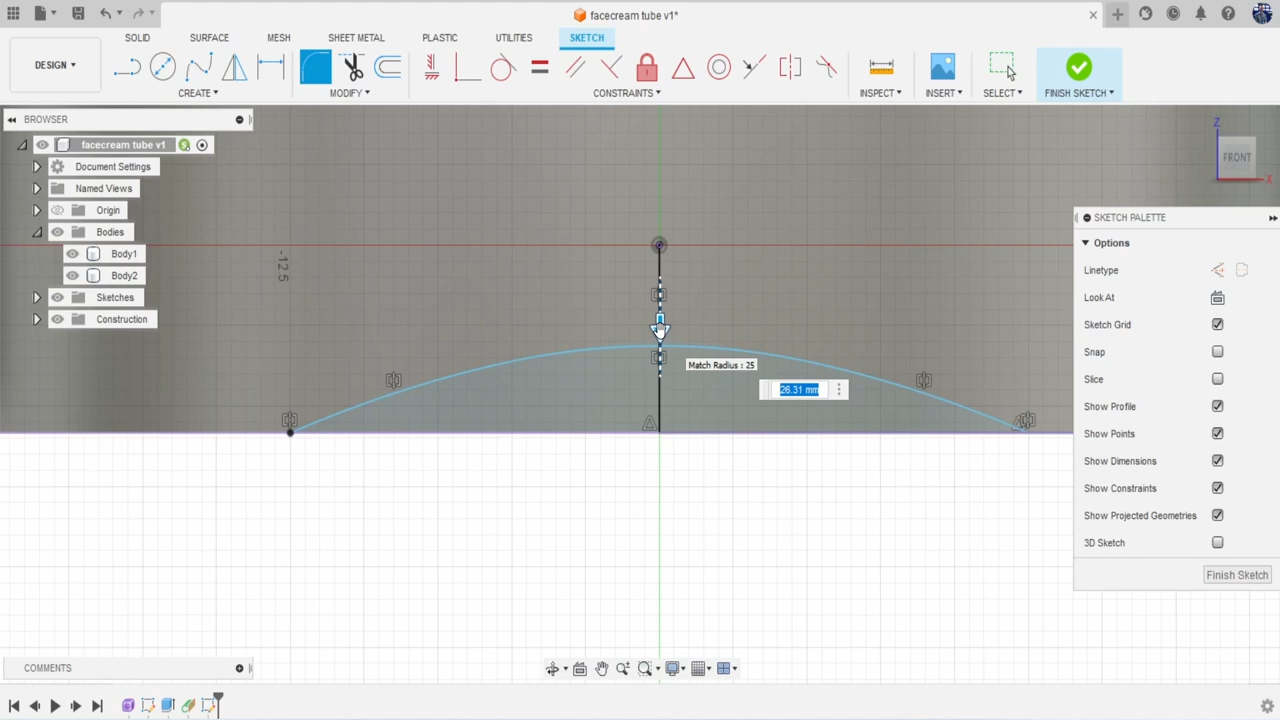 facecream tube v1*
SOLID
SURFACE
MESH
SHEET METAL
PLASTIC
UTILITIES
SKETCH
DESIGN
CREATE
MODIFY
CONSTRAINTS
INSPECT
INSERT
SELECT
FINISH SKETCH
BROWSER
facecream tube v1
Document Settings
Named Views
Origin
Bodies
Body1
Body2
Sketches
Construction
-12.5
Match Radius : 25
26.31 mm
Z
FRONT
X
SKETCH PALETTE
Options
Linetype
Look At
Sketch Grid
Snap
Slice
Show Profile
Show Points
Show Dimensions
Show Constraints
Show Projected Geometries
3D Sketch
Finish Sketch
COMMENTS